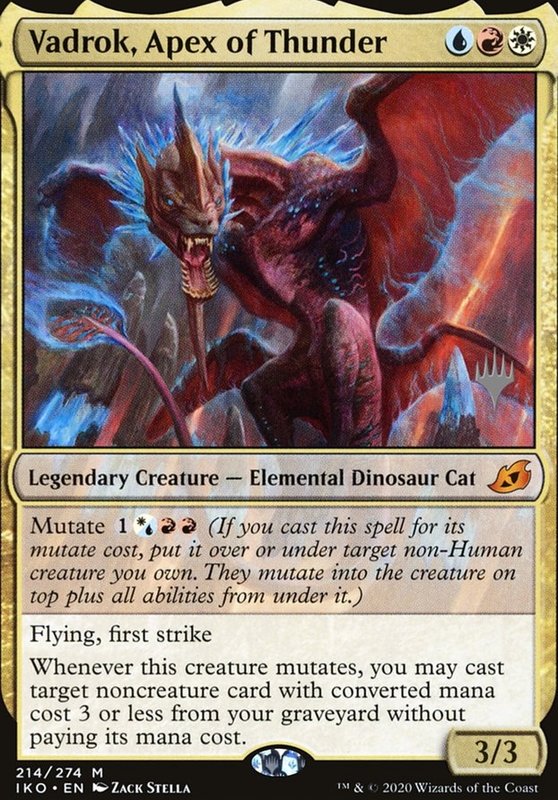 Vadrok, Apex of Thunder
Legendary Creature — Elemental Dinosaur Cat
Mutate 1 (If you cast this spell for its
mutate cost, put it over or under target non-Human
creature you own. They mutate into the creature on
top plus all abilities from under it.)
Flying, first strike
Whenever this creature mutates, you may cast
target noncreature card with converted mana
cost 3 or less from your graveyard without
paying its mana cost.
3/3
214/274 M
IKO • EN Zack Stella
™ & © 2020 Wizards of the Coast